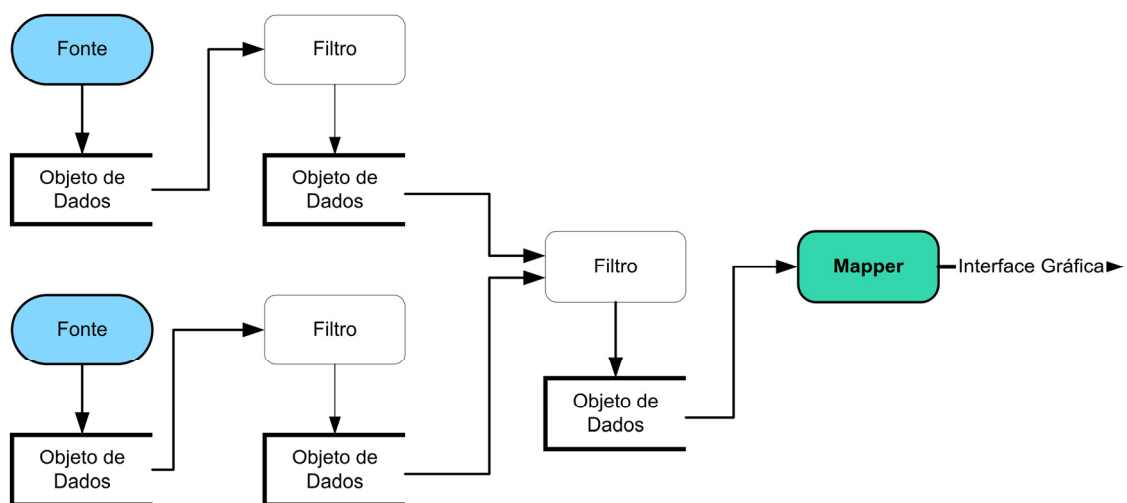 Fonte
Filtro
Objeto de
Dados
Objeto de
Dados
Filtro
Mapper
Interface Gráfica
Fonte
Filtro
Objeto de
Dados
Objeto de
Dados
Objeto de
Dados